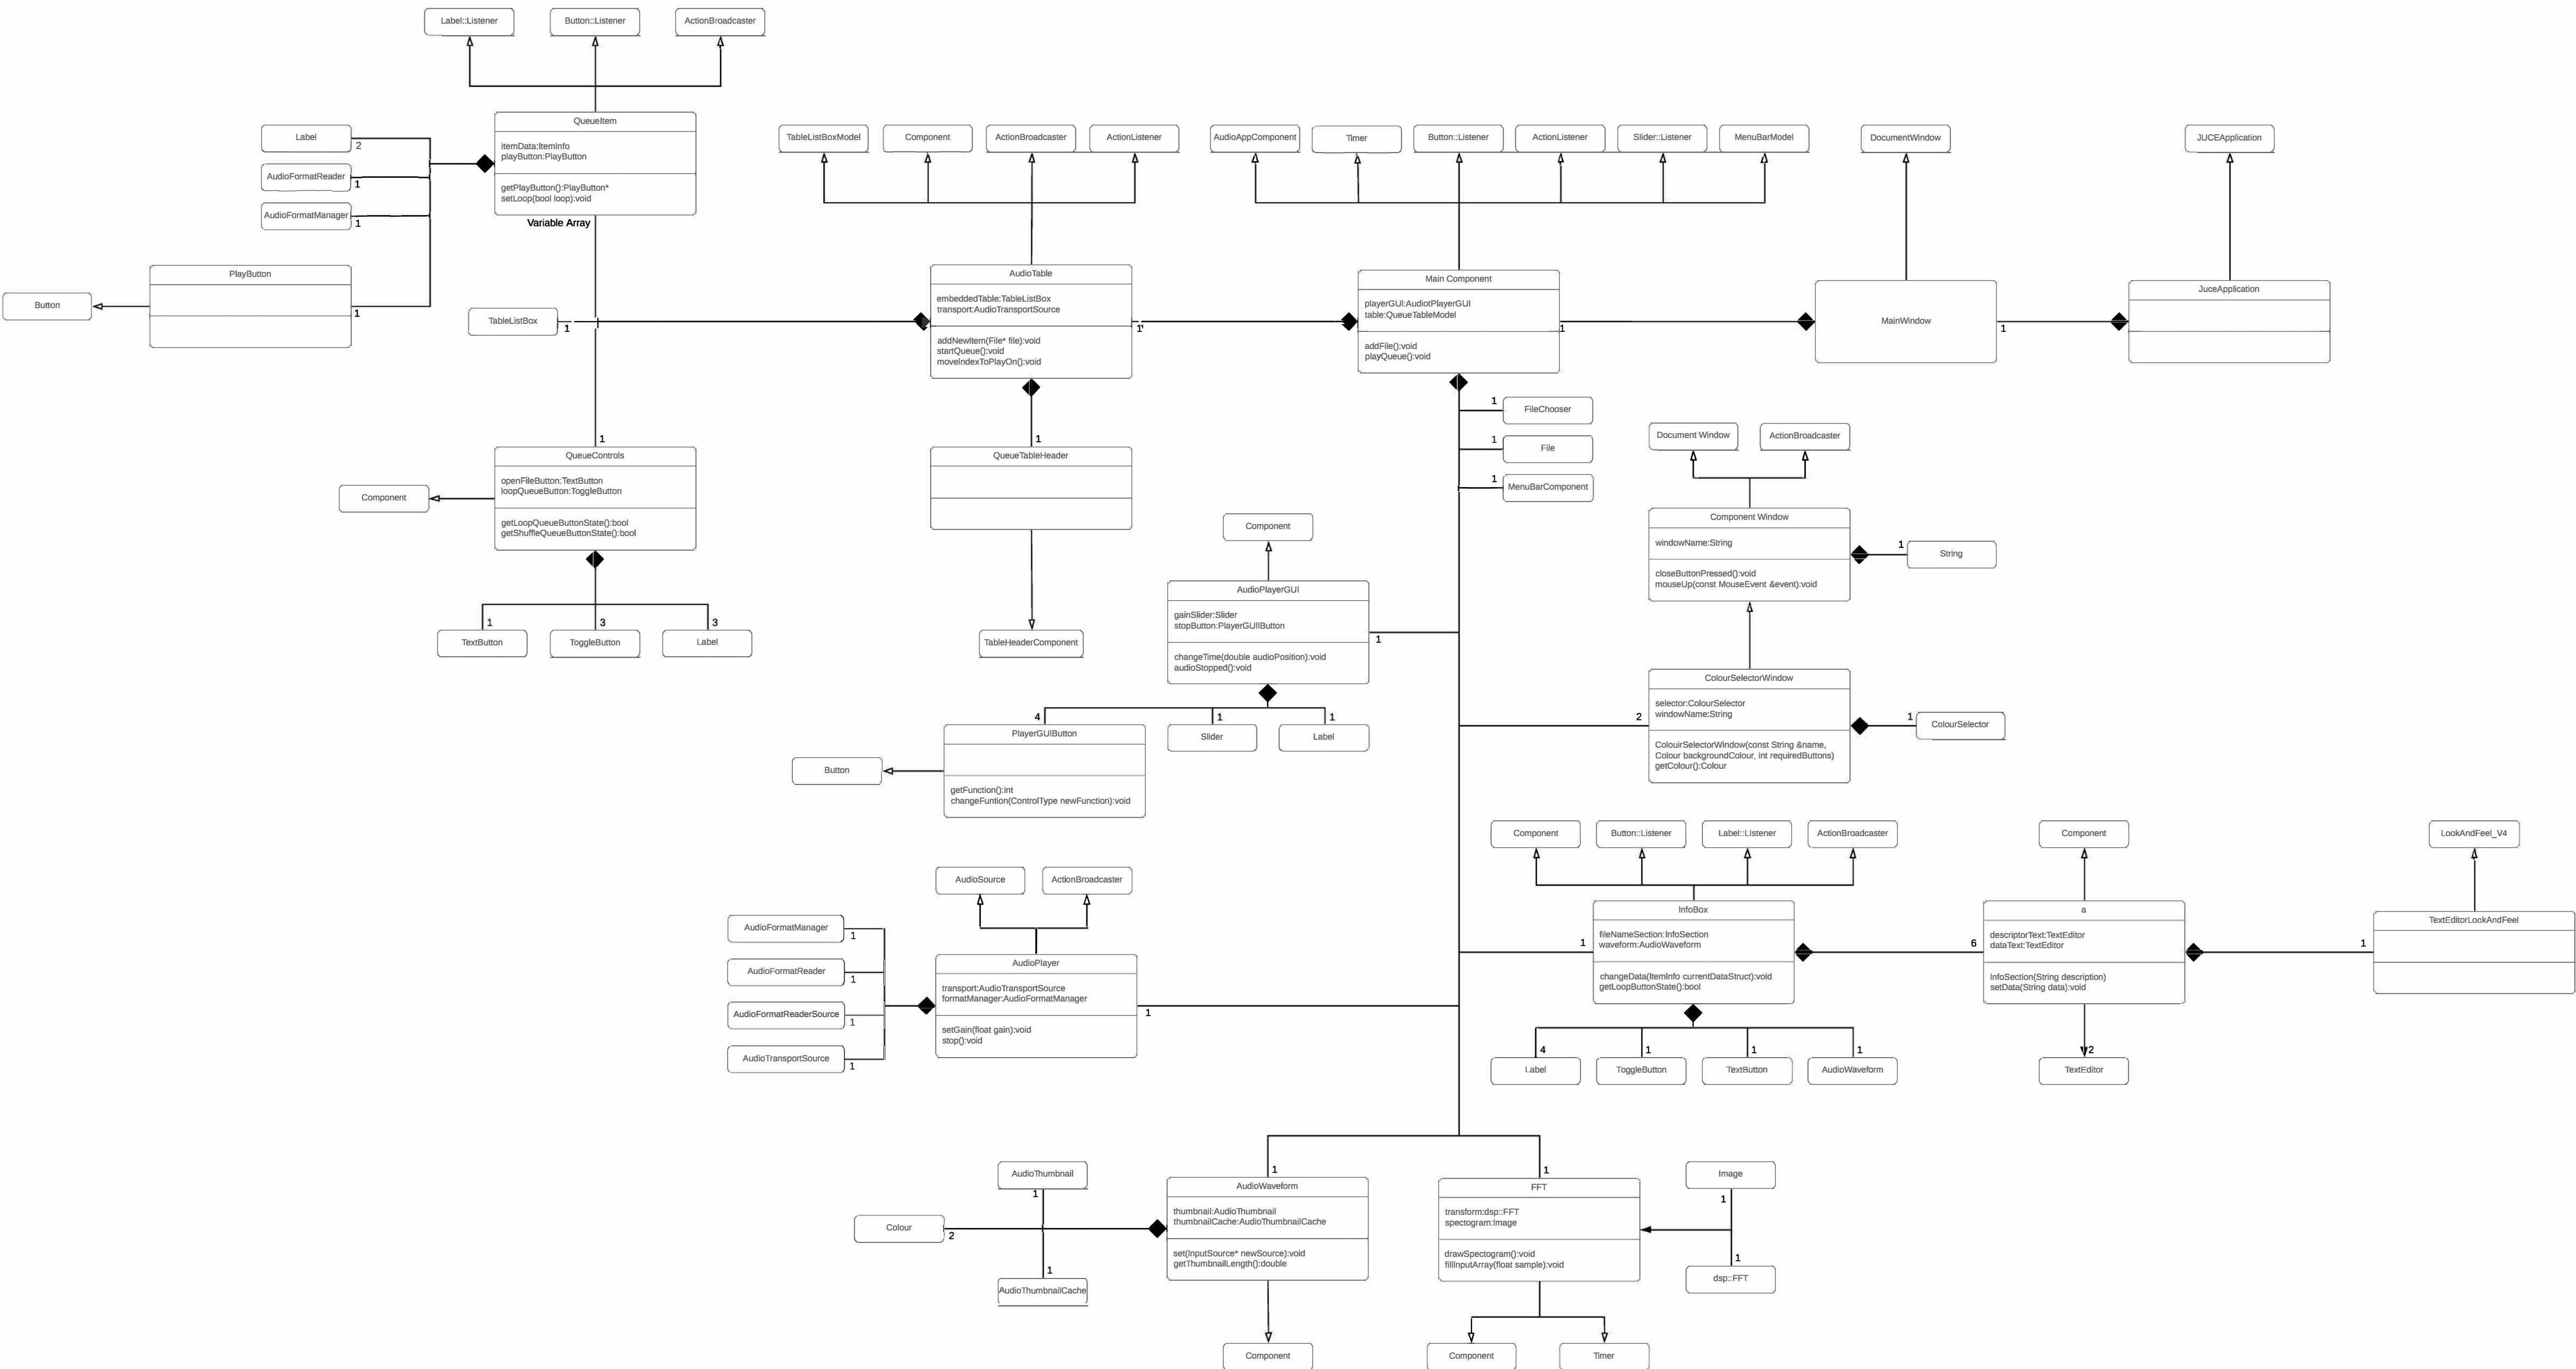 Label::Listener
Button::Listener
ActionBroadcaster
QueueItem
itemData:ItemInfo
playButton:PlayButton
getPlayButton():PlayButton*
setLoop(bool loop):void
Variable Array
Label
2
AudioFormatReader
1
AudioFormatManager
1
PlayButton
1
Button
TableListBoxModel
Component
ActionBroadcaster
ActionListener
AudioTable
embeddedTable:TableListBox
transport:AudioTransportSource
addNewItem(File* file):void
startQueue():void
moveIndexToPlayOn():void
TableListBox
1
1
AudioAppComponent
Timer
Button::Listener
ActionListener
Slider::Listener
MenuBarModel
Main Component
playerGUI:AudiotPlayerGUI
table:QueueTableModel
addFile():void
playQueue():void
1
DocumentWindow
MainWindow
1
JUCEApplication
JuceApplication
1
QueueControls
openFileButton:TextButton
loopQueueButton:ToggleButton
getLoopQueueButtonState():bool
getShuffleQueueButtonState():bool
Component
1
TextButton
3
ToggleButton
3
Label
1
QueueTableHeader
TableHeaderComponent
1
FileChooser
1
File
1
MenuBarComponent
Document Window
ActionBroadcaster
Component Window
windowName:String
closeButtonPressed():void
mouseUp(const MouseEvent &event):void
1
String
Component
AudioPlayerGUI
gainSlider:Slider
stopButton:PlayerGUIIButton
changeTime(double audioPosition):void
audioStopped():void
1
4
PlayerGUIButton
getFunction():int
changeFuntion(ControlType newFunction):void
1
Slider
1
Label
Button
2
ColourSelectorWindow
selector:ColourSelector
windowName:String
ColouirSelectorWindow(const String &name,
Colour backgroundColour, int requiredButtons)
getColour():Colour
1
ColourSelector
Component
Button::Listener
Label::LIstener
ActionBroadcaster
1
InfoBox
fileNameSection:InfoSection
waveform:AudioWaveform
changeData(ItemInfo currentDataStruct):void
getLoopButtonState():bool
4
Label
1
ToggleButton
1
TextButton
1
AudioWaveform
Component
6
a
descriptorText:TextEditor
dataText:TextEditor
InfoSection(String description)
setData(String data):void
2
TextEditor
LookAndFeel_V4
1
TextEditorLookAndFeel
AudioSource
ActionBroadcaster
AudioPlayer
transport:AudioTransportSource
formatManager:AudioFormatManager
setGain(float gain):void
stop():void
1
AudioFormatManager
1
AudioFormatReader
1
AudioFormatReaderSource
1
AudioTransportSource
1
1
AudioWaveform
thumbnail:AudioThumbnail
thumbnailCache:AudioThumbnailCache
set(InputSource* newSource):void
getThumbnailLength():double
AudioThumbnail
1
Colour
2
1
AudioThumbnailCache
Component
1
FFT
transform:dsp::FFT
spectogram:Image
drawSpectogram():void
fillInputArray(float sample):void
Image
1
1
dsp::FFT
Component
Timer